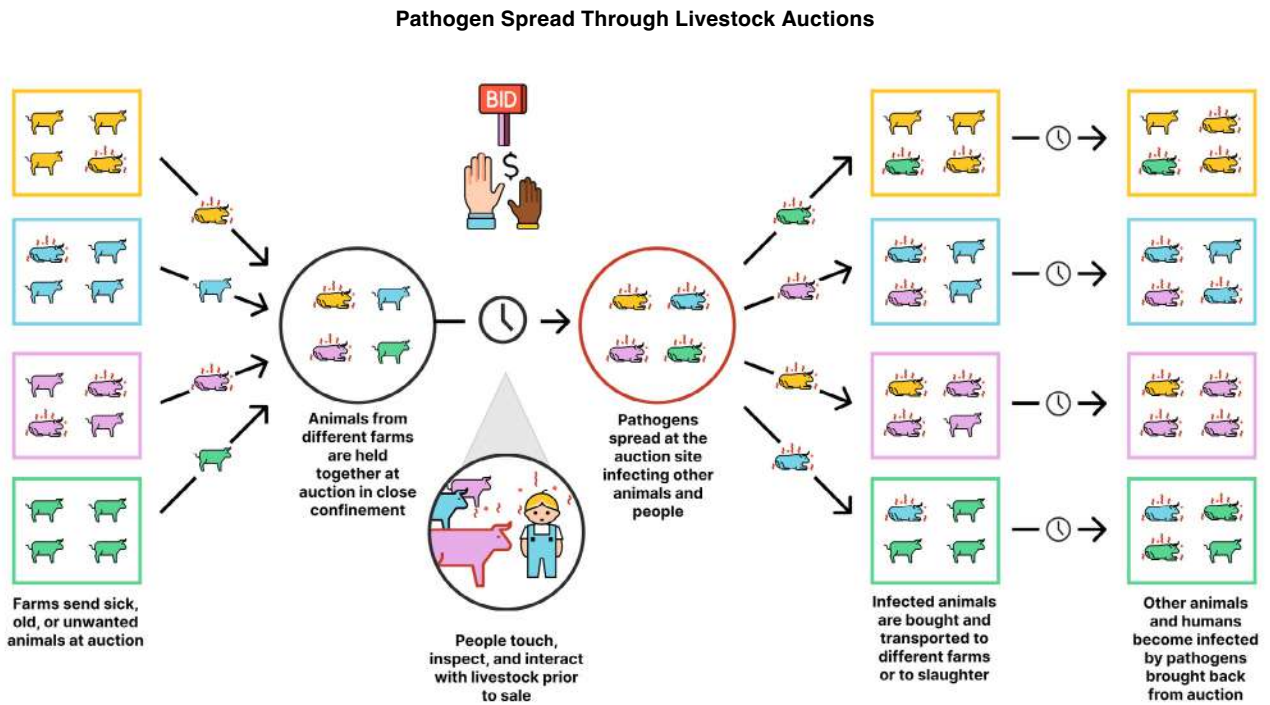 Pathogen Spread Through Livestock Auctions
BID
$
Farms send sick,
old, or unwanted
animals at auction
Animals from
different farms
are held
together at
auction in close
confinement
People touch,
inspect, and interact
with livestock prior
to sale
Pathogens
spread at the
auction site
infecting other
animals and
people
Infected animals
are bought and
transported to
different farms
or to slaughter
Other animals
and humans
become infected
by pathogens
brought back
from auction